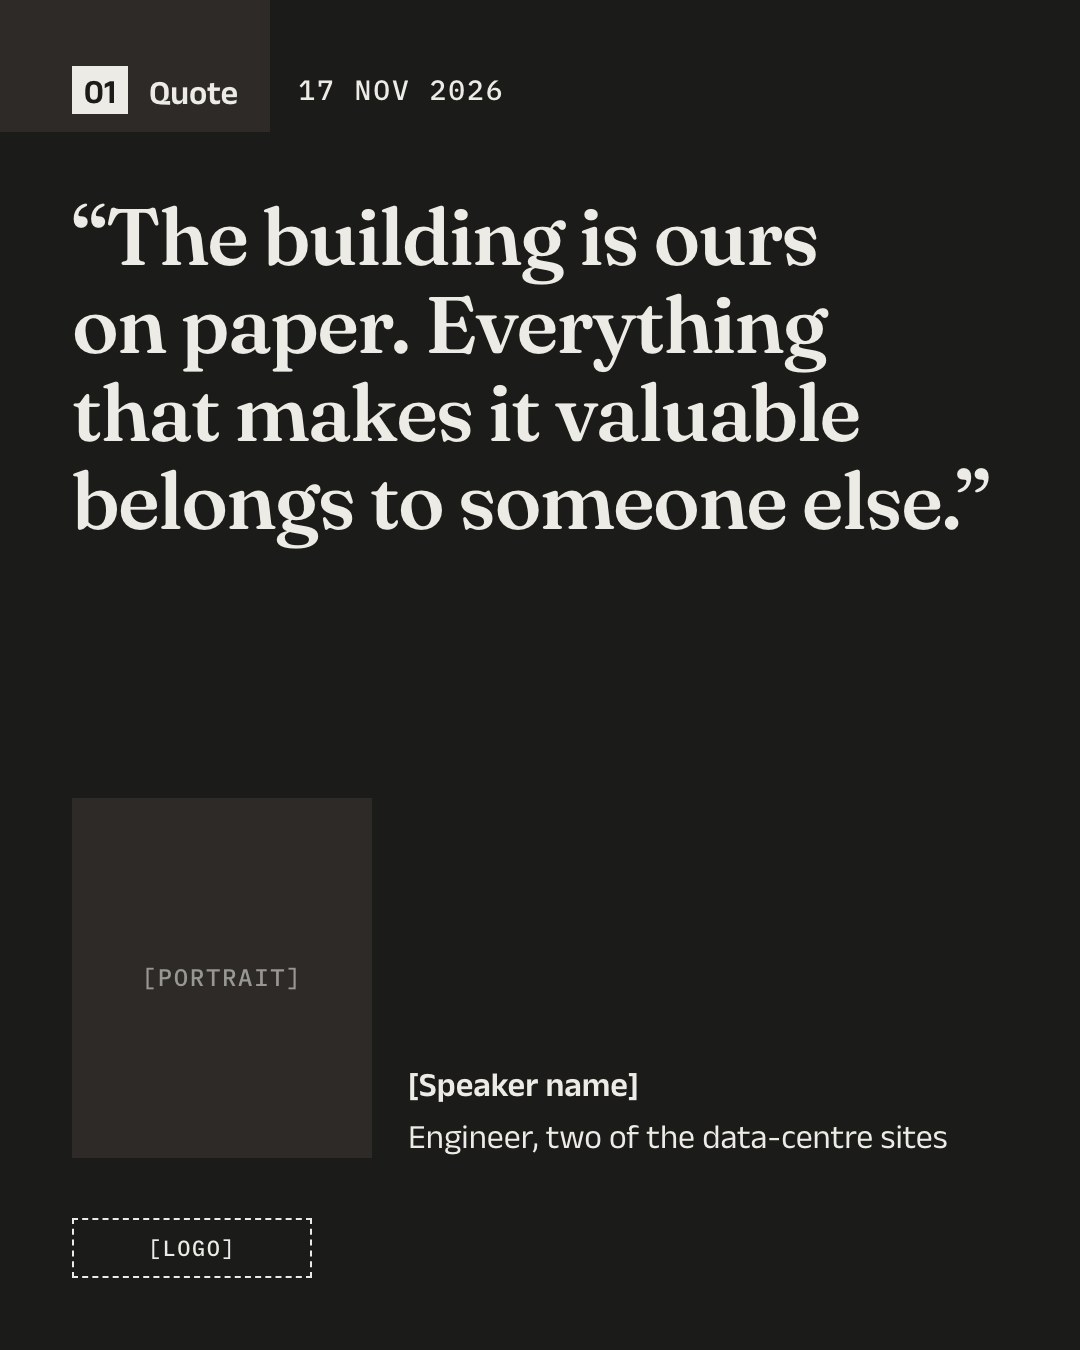 01 Quote 17 NOV 2026
“The building is ours
on paper. Everything
that makes it valuable
belongs to someone else.”
[PORTRAIT]
[Speaker name]
Engineer, two of the data-centre sites
[LOGO]